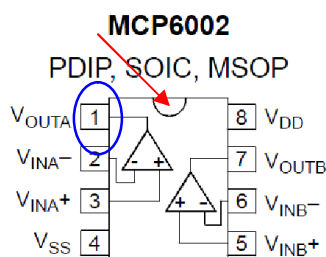 MCP6002
PDIP, SOIC, MSOP
VOUTA 1 8 VDD
VINA– 2 - + 7 VOUTB
VINA+ 3 + - 6 VINB–
VSS 4 5 VINB+